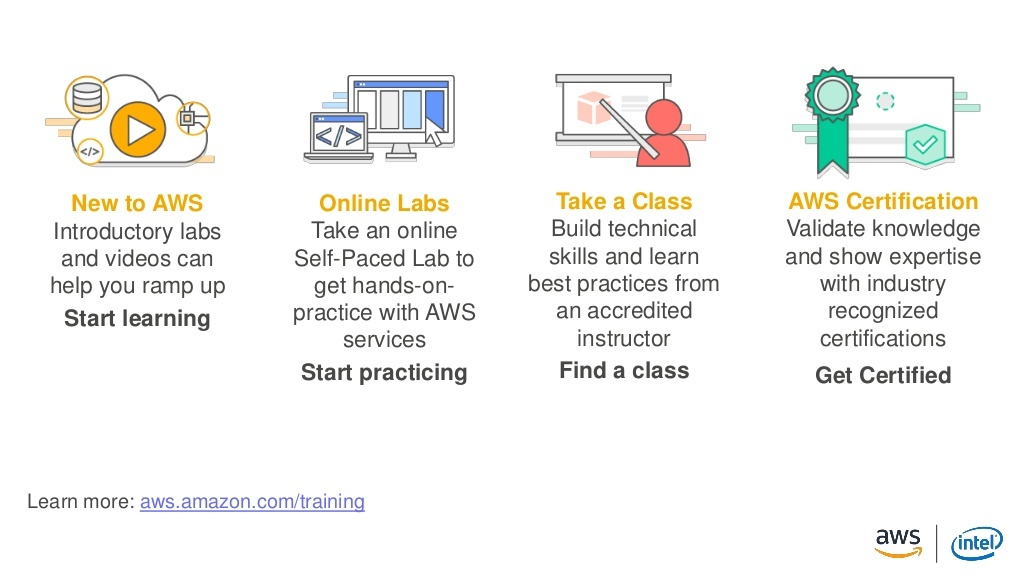 </>
</>
New to AWS
Introductory labs
and videos can
help you ramp up
Start learning
Online Labs
Take an online
Self-Paced Lab to
get hands-on-
practice with AWS
services
Start practicing
Take a Class
Build technical
skills and learn
best practices from
an accredited
instructor
Find a class
AWS Certification
Validate knowledge
and show expertise
with industry
recognized
certifications
Get Certified
Learn more: aws.amazon.com/training
aws
intel